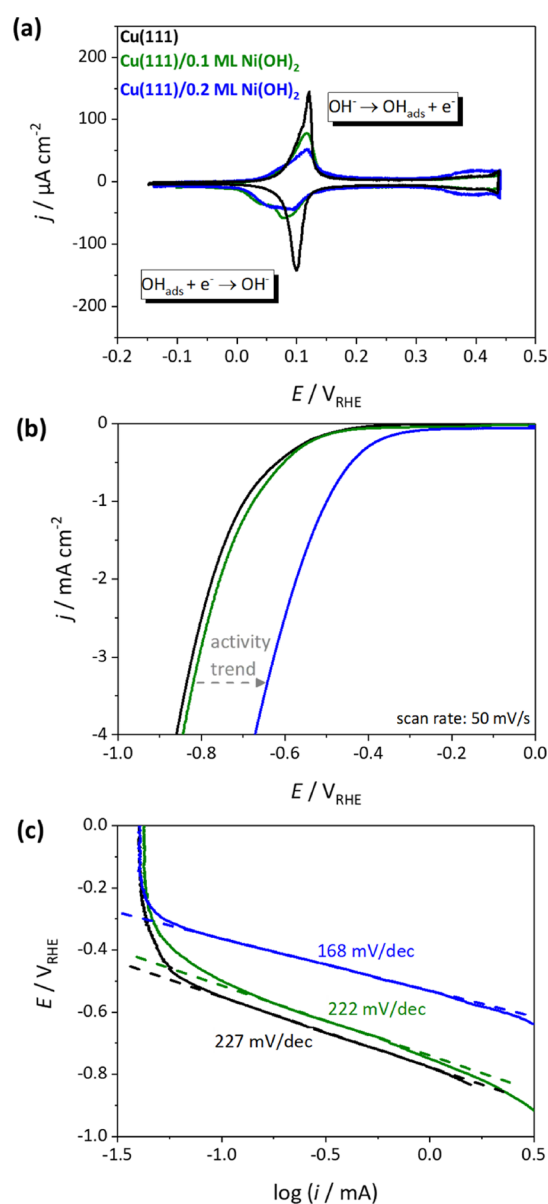 (a)
Cu(111)
Cu(111)/0.1 ML Ni(OH)₂
Cu(111)/0.2 ML Ni(OH)₂
OH⁻ → OH_ads + e⁻
OH_ads + e⁻ → OH⁻
200
100
0
-100
-200
j / µA cm⁻²
-0.2 -0.1 0.0 0.1 0.2 0.3 0.4 0.5
E / V_RHE
(b)
0
-1
-2
-3
-4
j / mA cm⁻²
activity
trend
scan rate: 50 mV/s
-1.0 -0.8 -0.6 -0.4 -0.2 0.0
E / V_RHE
(c)
0.0
-0.2
-0.4
-0.6
-0.8
-1.0
E / V_RHE
168 mV/dec
222 mV/dec
227 mV/dec
-1.5 -1.0 -0.5 0.0 0.5
log (i / mA)